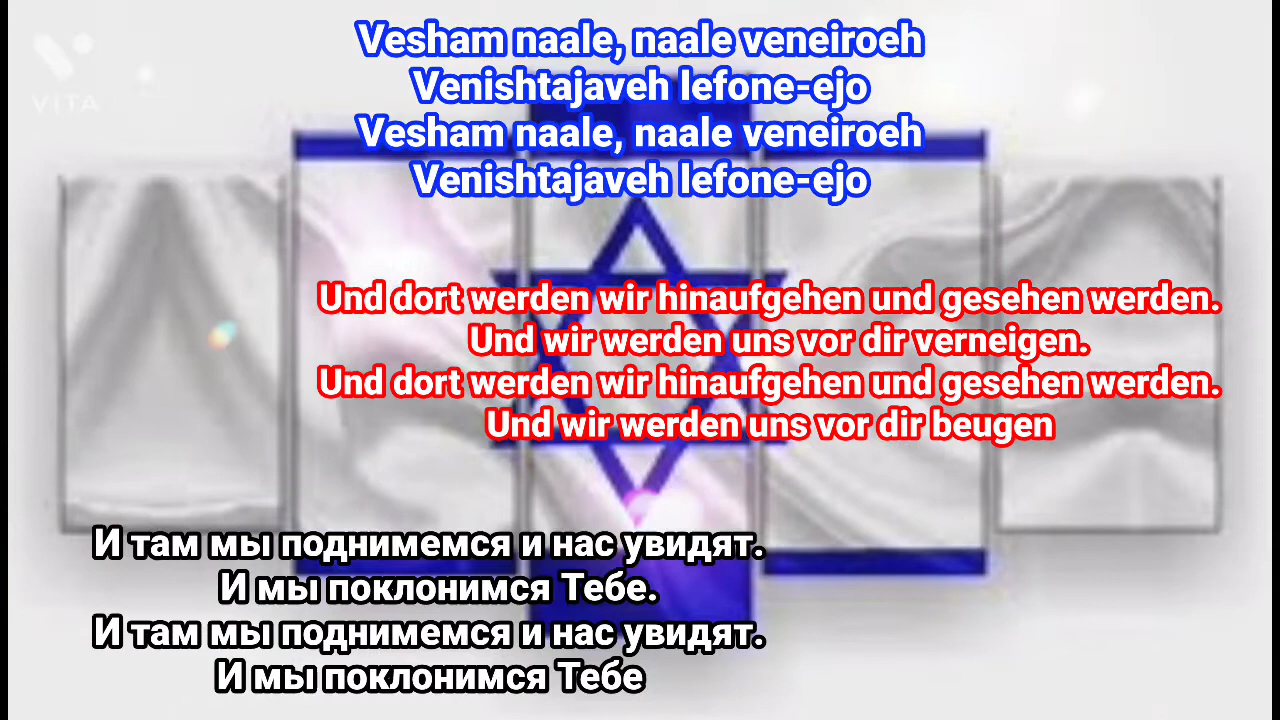 VITA
Vesham naale, naale veneiroeh
Venishtajaveh lefone-ejo
Vesham naale, naale veneiroeh
Venishtajaveh lefone-ejo
Und dort werden wir hinaufgehen und gesehen werden.
Und wir werden uns vor dir verneigen.
Und dort werden wir hinaufgehen und gesehen werden.
Und wir werden uns vor dir beugen
И там мы поднимемся и нас увидят.
И мы поклонимся Тебе.
И там мы поднимемся и нас увидят.
И мы поклонимся Тебе